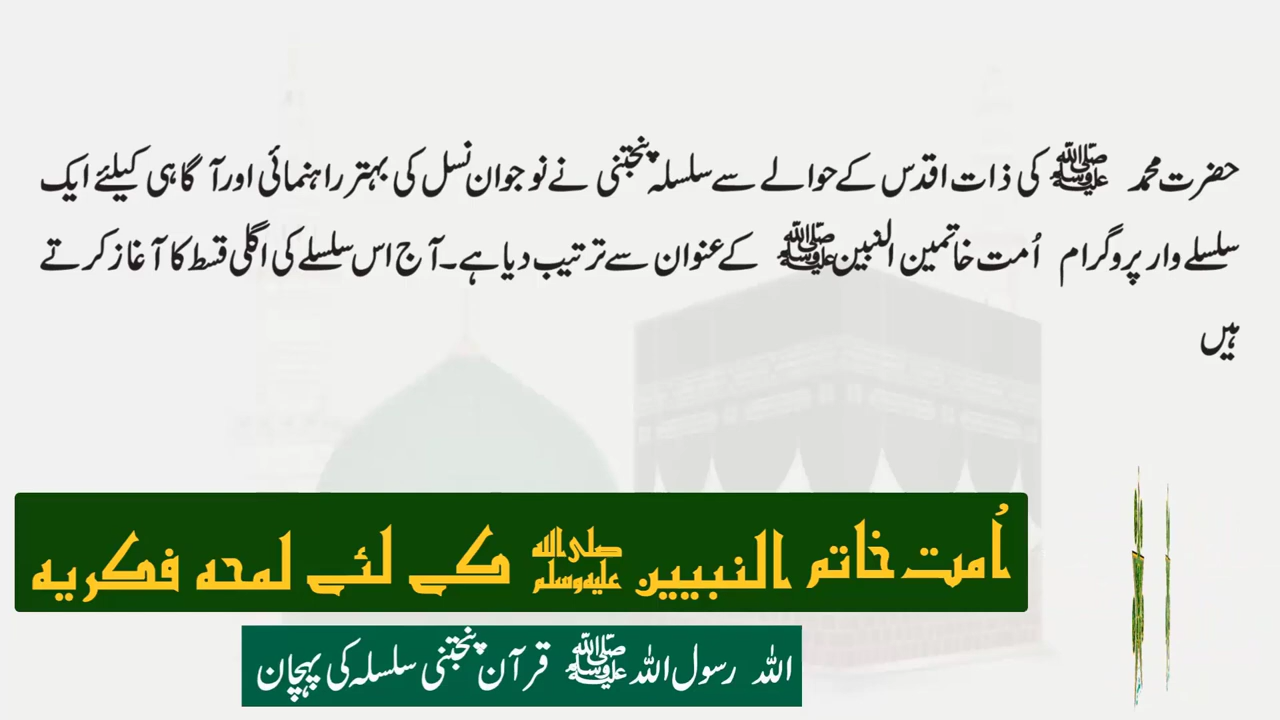 حضرت محمد ﷺ کی ذات اقدس کے حوالے سے سلسلہ پنجتنی نے نوجوان نسل کی بہتر راہنمائی اور آگاہی کیلئے ایک
سلسلے وار پروگرام اُمت خاتمین النبین ﷺ کے عنوان سے ترتیب دیا ہے۔ آج اس سلسلے کی اگلی قسط کا آغاز کرتے
ہیں
اُمت خاتم النبیین ﷺ کے لئے لمحہ فکریہ
اللہ رسول اللہ ﷺ قرآن پنجتنی سلسلہ کی پہچان